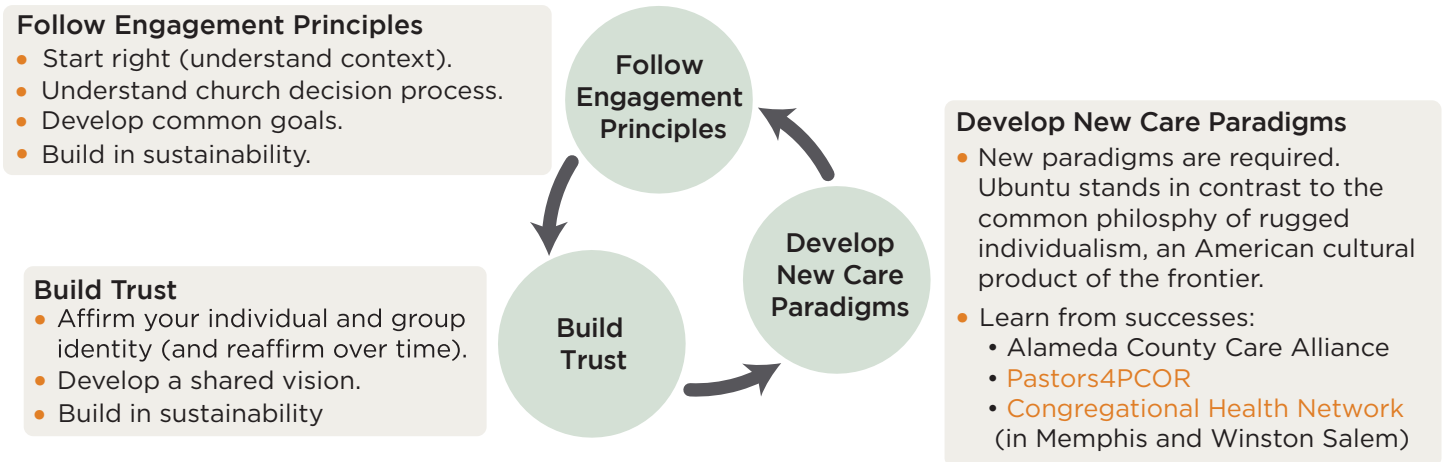 Follow Engagement Principles
• Start right (understand context).
• Understand church decision process.
• Develop common goals.
• Build in sustainability.
Follow
Engagement
Principles
Build Trust
• Affirm your individual and group
identity (and reaffirm over time).
• Develop a shared vision.
• Build in sustainability
Build
Trust
Develop
New Care
Paradigms
Develop New Care Paradigms
• New paradigms are required.
Ubuntu stands in contrast to the
common philosphy of rugged
individualism, an American cultural
product of the frontier.
• Learn from successes:
• Alameda County Care Alliance
• Pastors4PCOR
• Congregational Health Network
(in Memphis and Winston Salem)